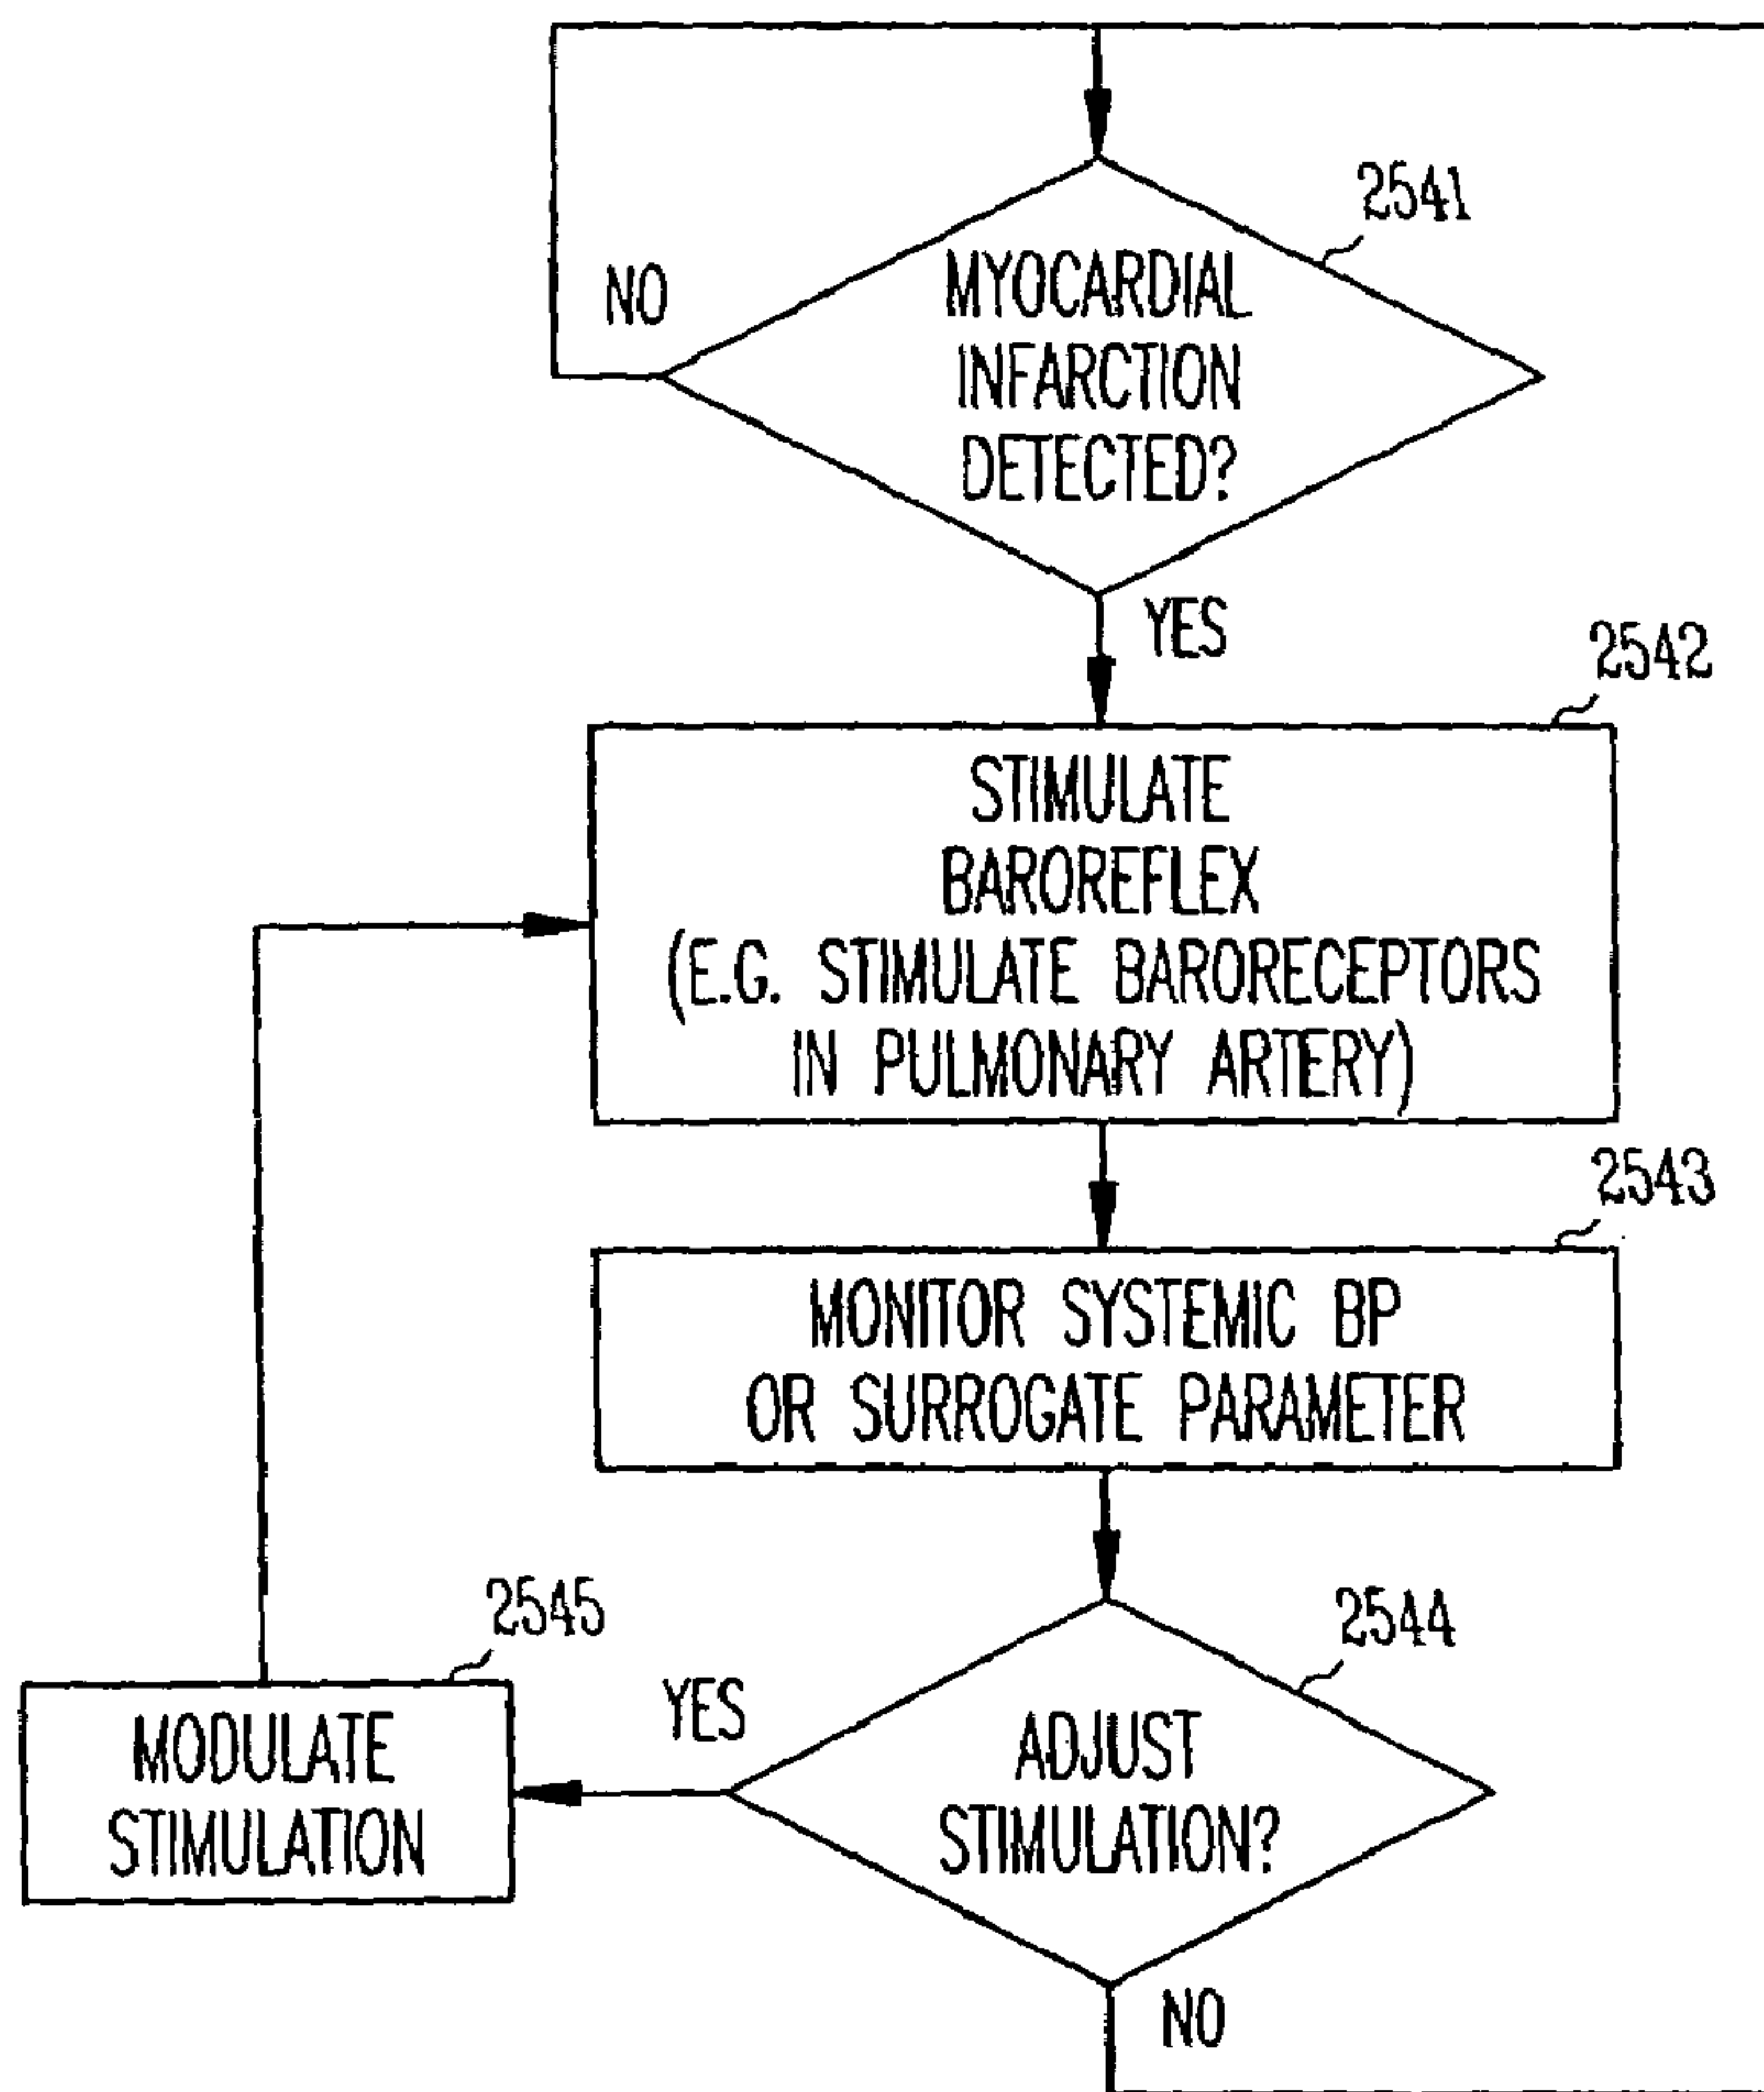 2541
NO
MYOCARDIAL
INFARCTION
DETECTED?
YES
2542
STIMULATE
BAROREFLEX
(E.G. STIMULATE BARORECEPTORS
IN PULMONARY ARTERY)
2543
MONITOR SYSTEMIC BP
OR SURROGATE PARAMETER
2545
2544
YES
MODULATE
STIMULATION
ADJUST
STIMULATION?
NO